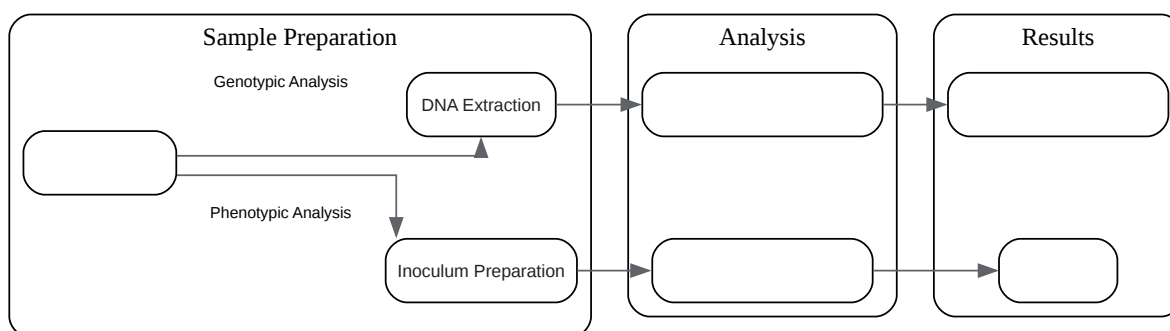 Sample Preparation
Analysis
Results
Genotypic Analysis
DNA Extraction
Phenotypic Analysis
Inoculum Preparation